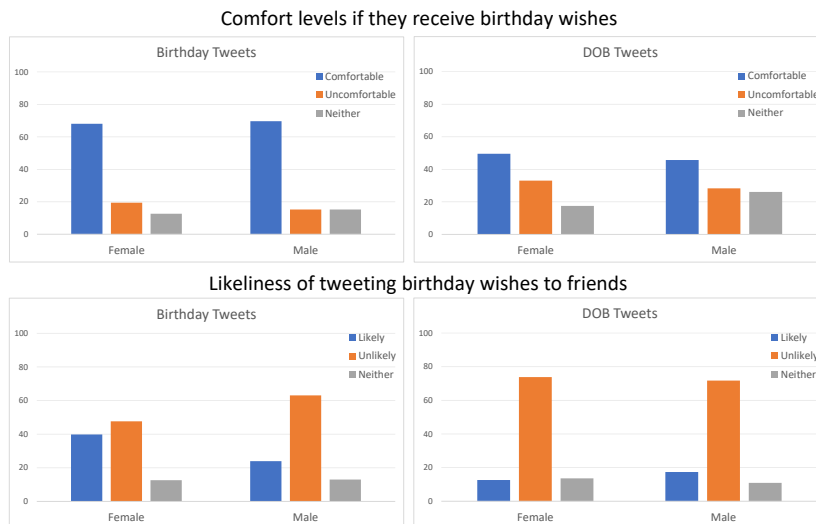 Comfort levels if they receive birthday wishes
Birthday Tweets
100
80
60
40
20
0
Comfortable
Uncomfortable
Neither
Female
Male
DOB Tweets
100
80
60
40
20
0
Comfortable
Uncomfortable
Neither
Female
Male
Likeliness of tweeting birthday wishes to friends
Birthday Tweets
100
80
60
40
20
0
Likely
Unlikely
Neither
Female
Male
DOB Tweets
100
80
60
40
20
0
Likely
Unlikely
Neither
Female
Male